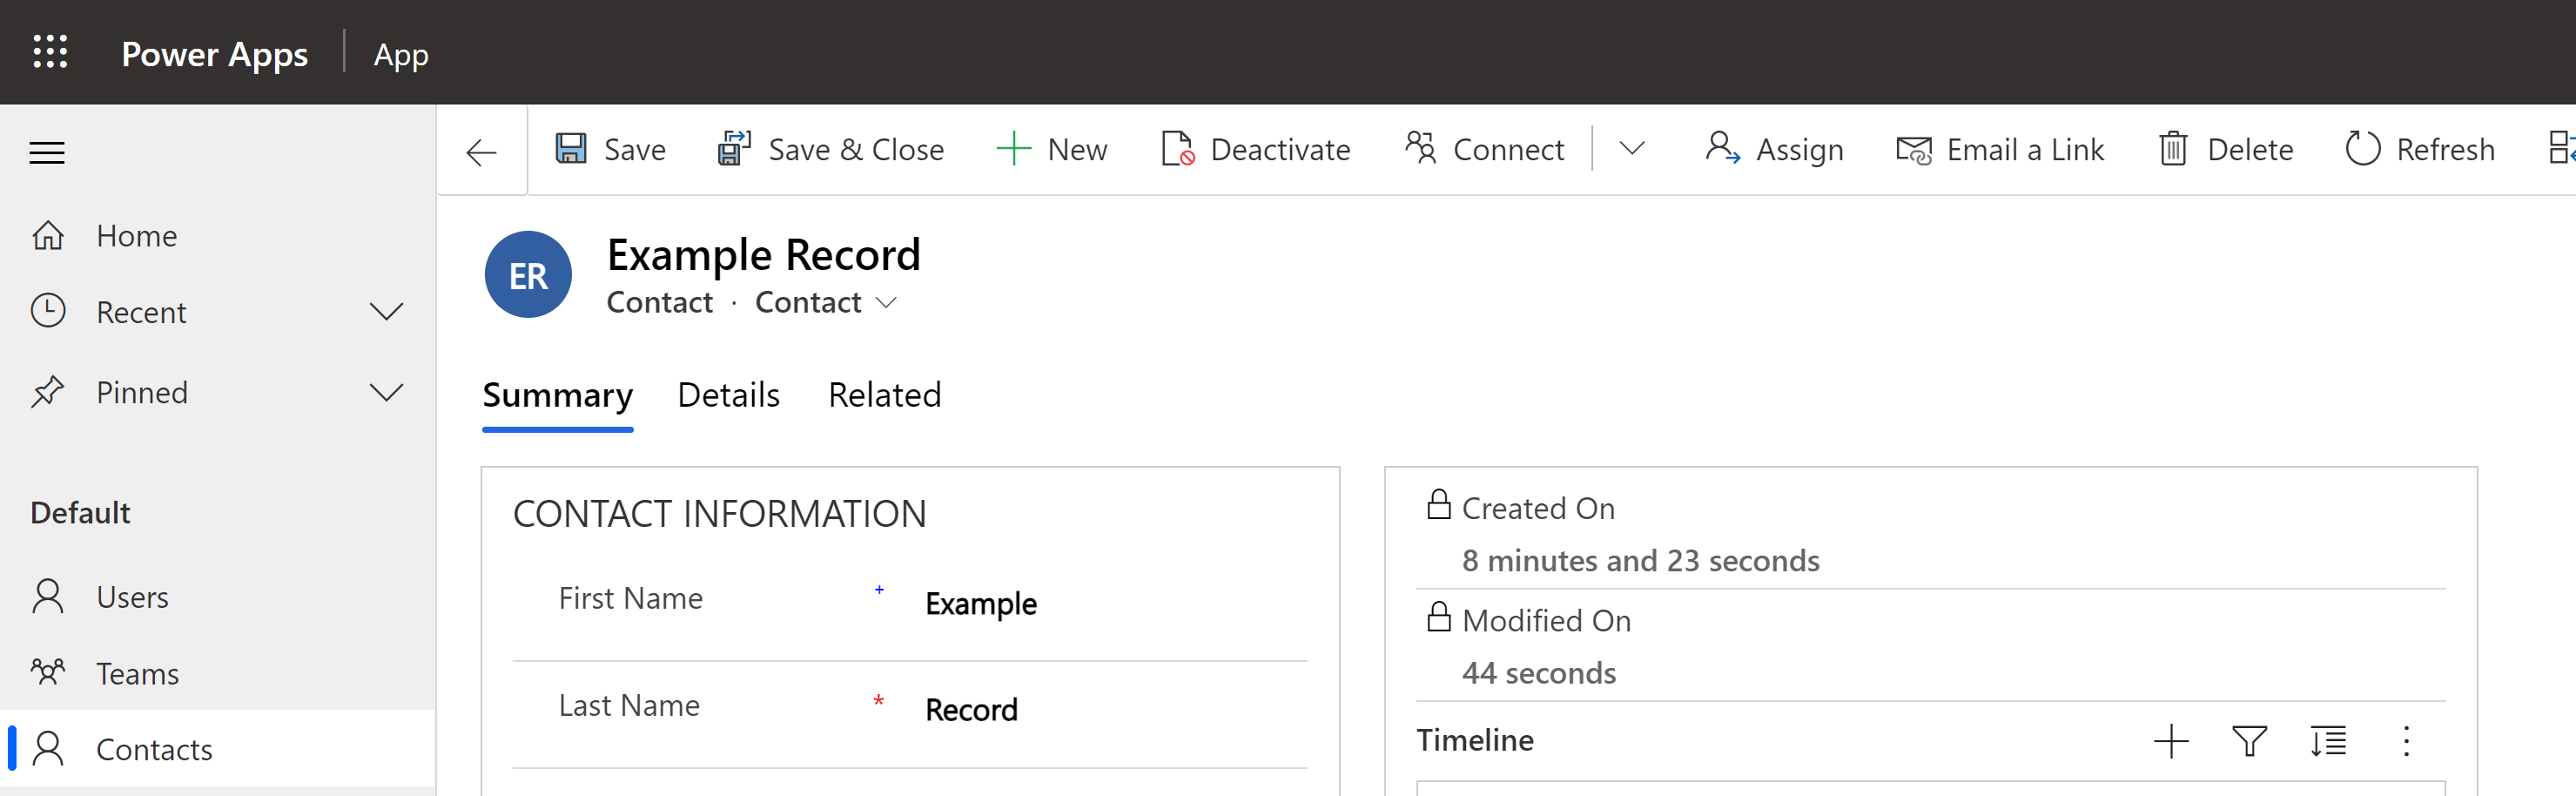 Power Apps App
Save Save & Close New Deactivate Connect Assign Email a Link Delete Refresh
Home
Recent
Pinned
Default
Users
Teams
Contacts
ER
Example Record
Contact · Contact
Summary Details Related
CONTACT INFORMATION
First Name + Example
Last Name * Record
Created On
8 minutes and 23 seconds
Modified On
44 seconds
Timeline